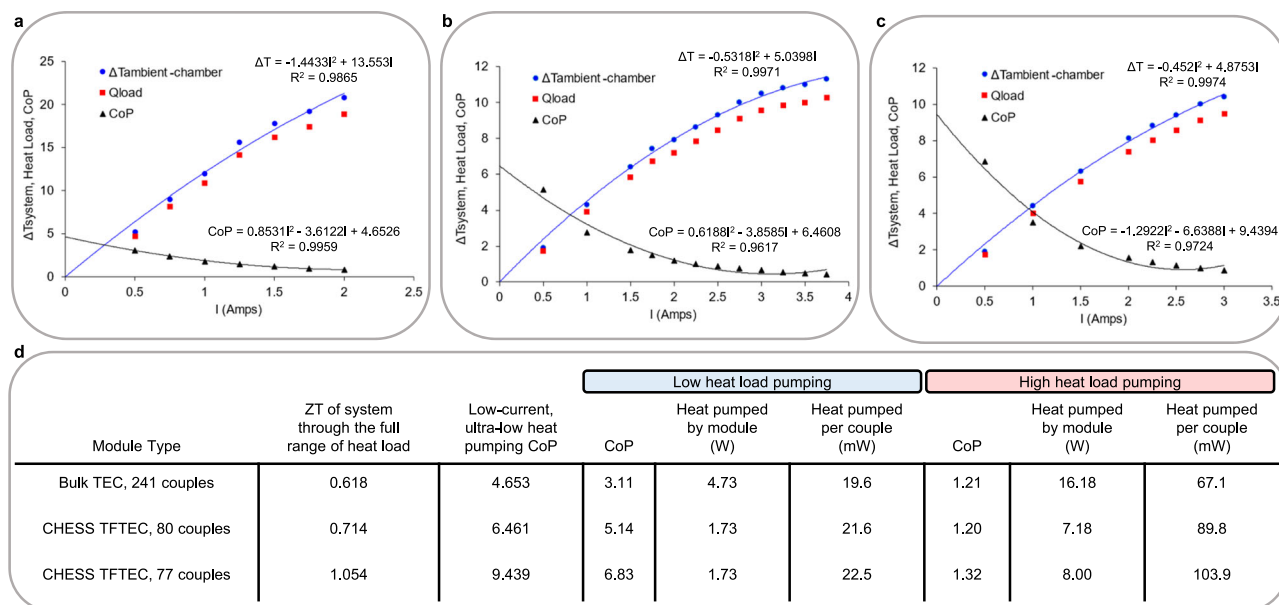 a
ΔT = -1.4433I² + 13.553I
R² = 0.9865
ΔTambient-chamber
Qload
CoP
CoP = 0.8531I² - 3.6122I + 4.6526
R² = 0.9959
ΔTsystem, Heat Load, CoP
25
20
15
10
5
0
0
0.5
1
1.5
2
2.5
I (Amps)
b
ΔT = -0.5318I² + 5.0398I
R² = 0.9971
ΔTambient-chamber
Qload
CoP
CoP = 0.6188I² - 3.8585I + 6.4608
R² = 0.9617
ΔTsystem, Heat Load, CoP
12
10
8
6
4
2
0
0
0.5
1
1.5
2
2.5
3
3.5
4
I (Amps)
c
ΔT = -0.452I² + 4.8753I
R² = 0.9974
ΔTambient-chamber
Qload
CoP
CoP = -1.2922I² - 6.6388I + 9.4394
R² = 0.9724
ΔTsystem, Heat Load, CoP
12
10
8
6
4
2
0
0
0.5
1
1.5
2
2.5
3
3.5
I (Amps)
d
Low heat load pumping
High heat load pumping
Module Type
ZT of system
through the full
range of heat load
Low-current,
ultra-low heat
pumping CoP
CoP
Heat pumped
by module
(W)
Heat pumped
per couple
(mW)
CoP
Heat pumped
by module
(W)
Heat pumped
per couple
(mW)
Bulk TEC, 241 couples 0.618 4.653 3.11 4.73 19.6 1.21 16.18 67.1
CHESS TFTEC, 80 couples 0.714 6.461 5.14 1.73 21.6 1.20 7.18 89.8
CHESS TFTEC, 77 couples 1.054 9.439 6.83 1.73 22.5 1.32 8.00 103.9